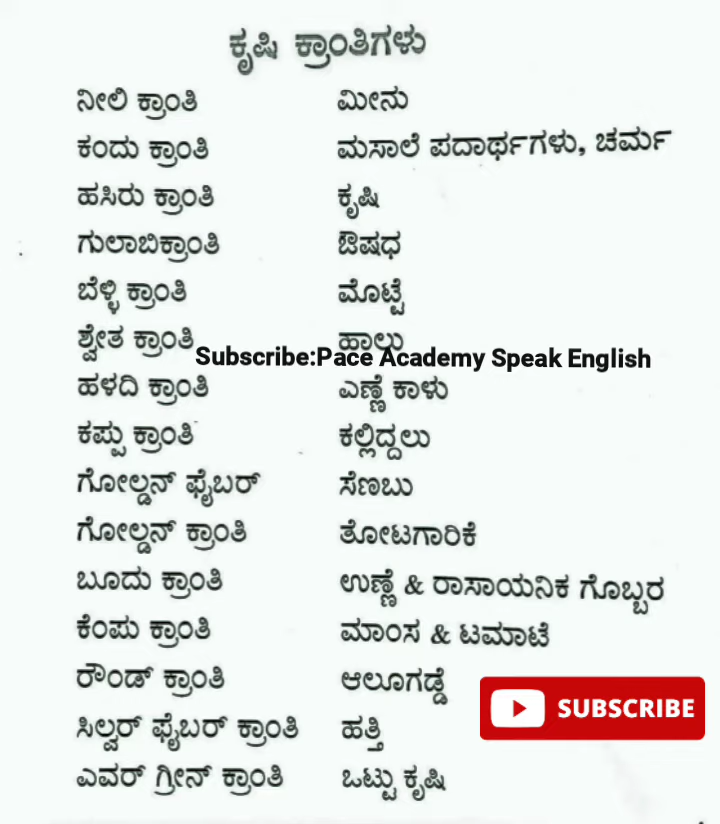 ಕೃಷಿ ಕ್ರಾಂತಿಗಳು
ನೀಲಿ ಕ್ರಾಂತಿ ಮೀನು
ಕಂದು ಕ್ರಾಂತಿ ಮಸಾಲೆ ಪದಾರ್ಥಗಳು, ಚರ್ಮ
ಹಸಿರು ಕ್ರಾಂತಿ ಕೃಷಿ
ಗುಲಾಬಿಕ್ರಾಂತಿ ಔಷಧ
ಬೆಳ್ಳಿ ಕ್ರಾಂತಿ ಮೊಟ್ಟೆ
ಶ್ವೇತ ಕ್ರಾಂತಿ ಹಾಲು
Subscribe:Pace Academy Speak English
ಹಳದಿ ಕ್ರಾಂತಿ ಎಣ್ಣೆ ಕಾಳು
ಕಪ್ಪು ಕ್ರಾಂತಿ ಕಲ್ಲಿದ್ದಲು
ಗೋಲ್ಡನ್ ಫೈಬರ್ ಸೆಣಬು
ಗೋಲ್ಡನ್ ಕ್ರಾಂತಿ ತೋಟಗಾರಿಕೆ
ಬೂದು ಕ್ರಾಂತಿ ಉಣ್ಣೆ & ರಾಸಾಯನಿಕ ಗೊಬ್ಬರ
ಕೆಂಪು ಕ್ರಾಂತಿ ಮಾಂಸ & ಟಮಾಟೆ
ರೌಂಡ್ ಕ್ರಾಂತಿ ಆಲೂಗಡ್ಡೆ
SUBSCRIBE
ಸಿಲ್ವರ್ ಫೈಬರ್ ಕ್ರಾಂತಿ ಹತ್ತಿ
ಎವರ್ ಗ್ರೀನ್ ಕ್ರಾಂತಿ ಒಟ್ಟು ಕೃಷಿ